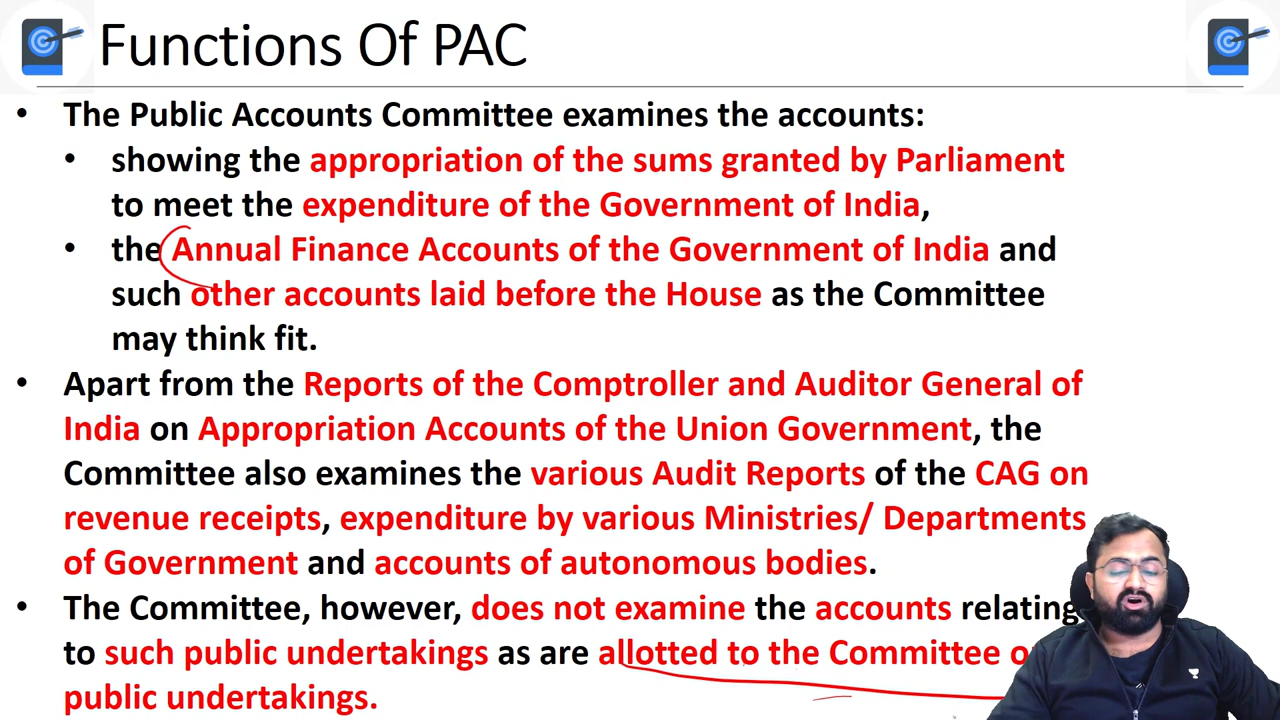 Functions Of PAC
• The Public Accounts Committee examines the accounts:
• showing the appropriation of the sums granted by Parliament
to meet the expenditure of the Government of India,
• the Annual Finance Accounts of the Government of India and
such other accounts laid before the House as the Committee
may think fit.
• Apart from the Reports of the Comptroller and Auditor General of
India on Appropriation Accounts of the Union Government, the
Committee also examines the various Audit Reports of the CAG on
revenue receipts, expenditure by various Ministries/ Departments
of Government and accounts of autonomous bodies.
• The Committee, however, does not examine the accounts relating
to such public undertakings as are allotted to the Committee
public undertakings.